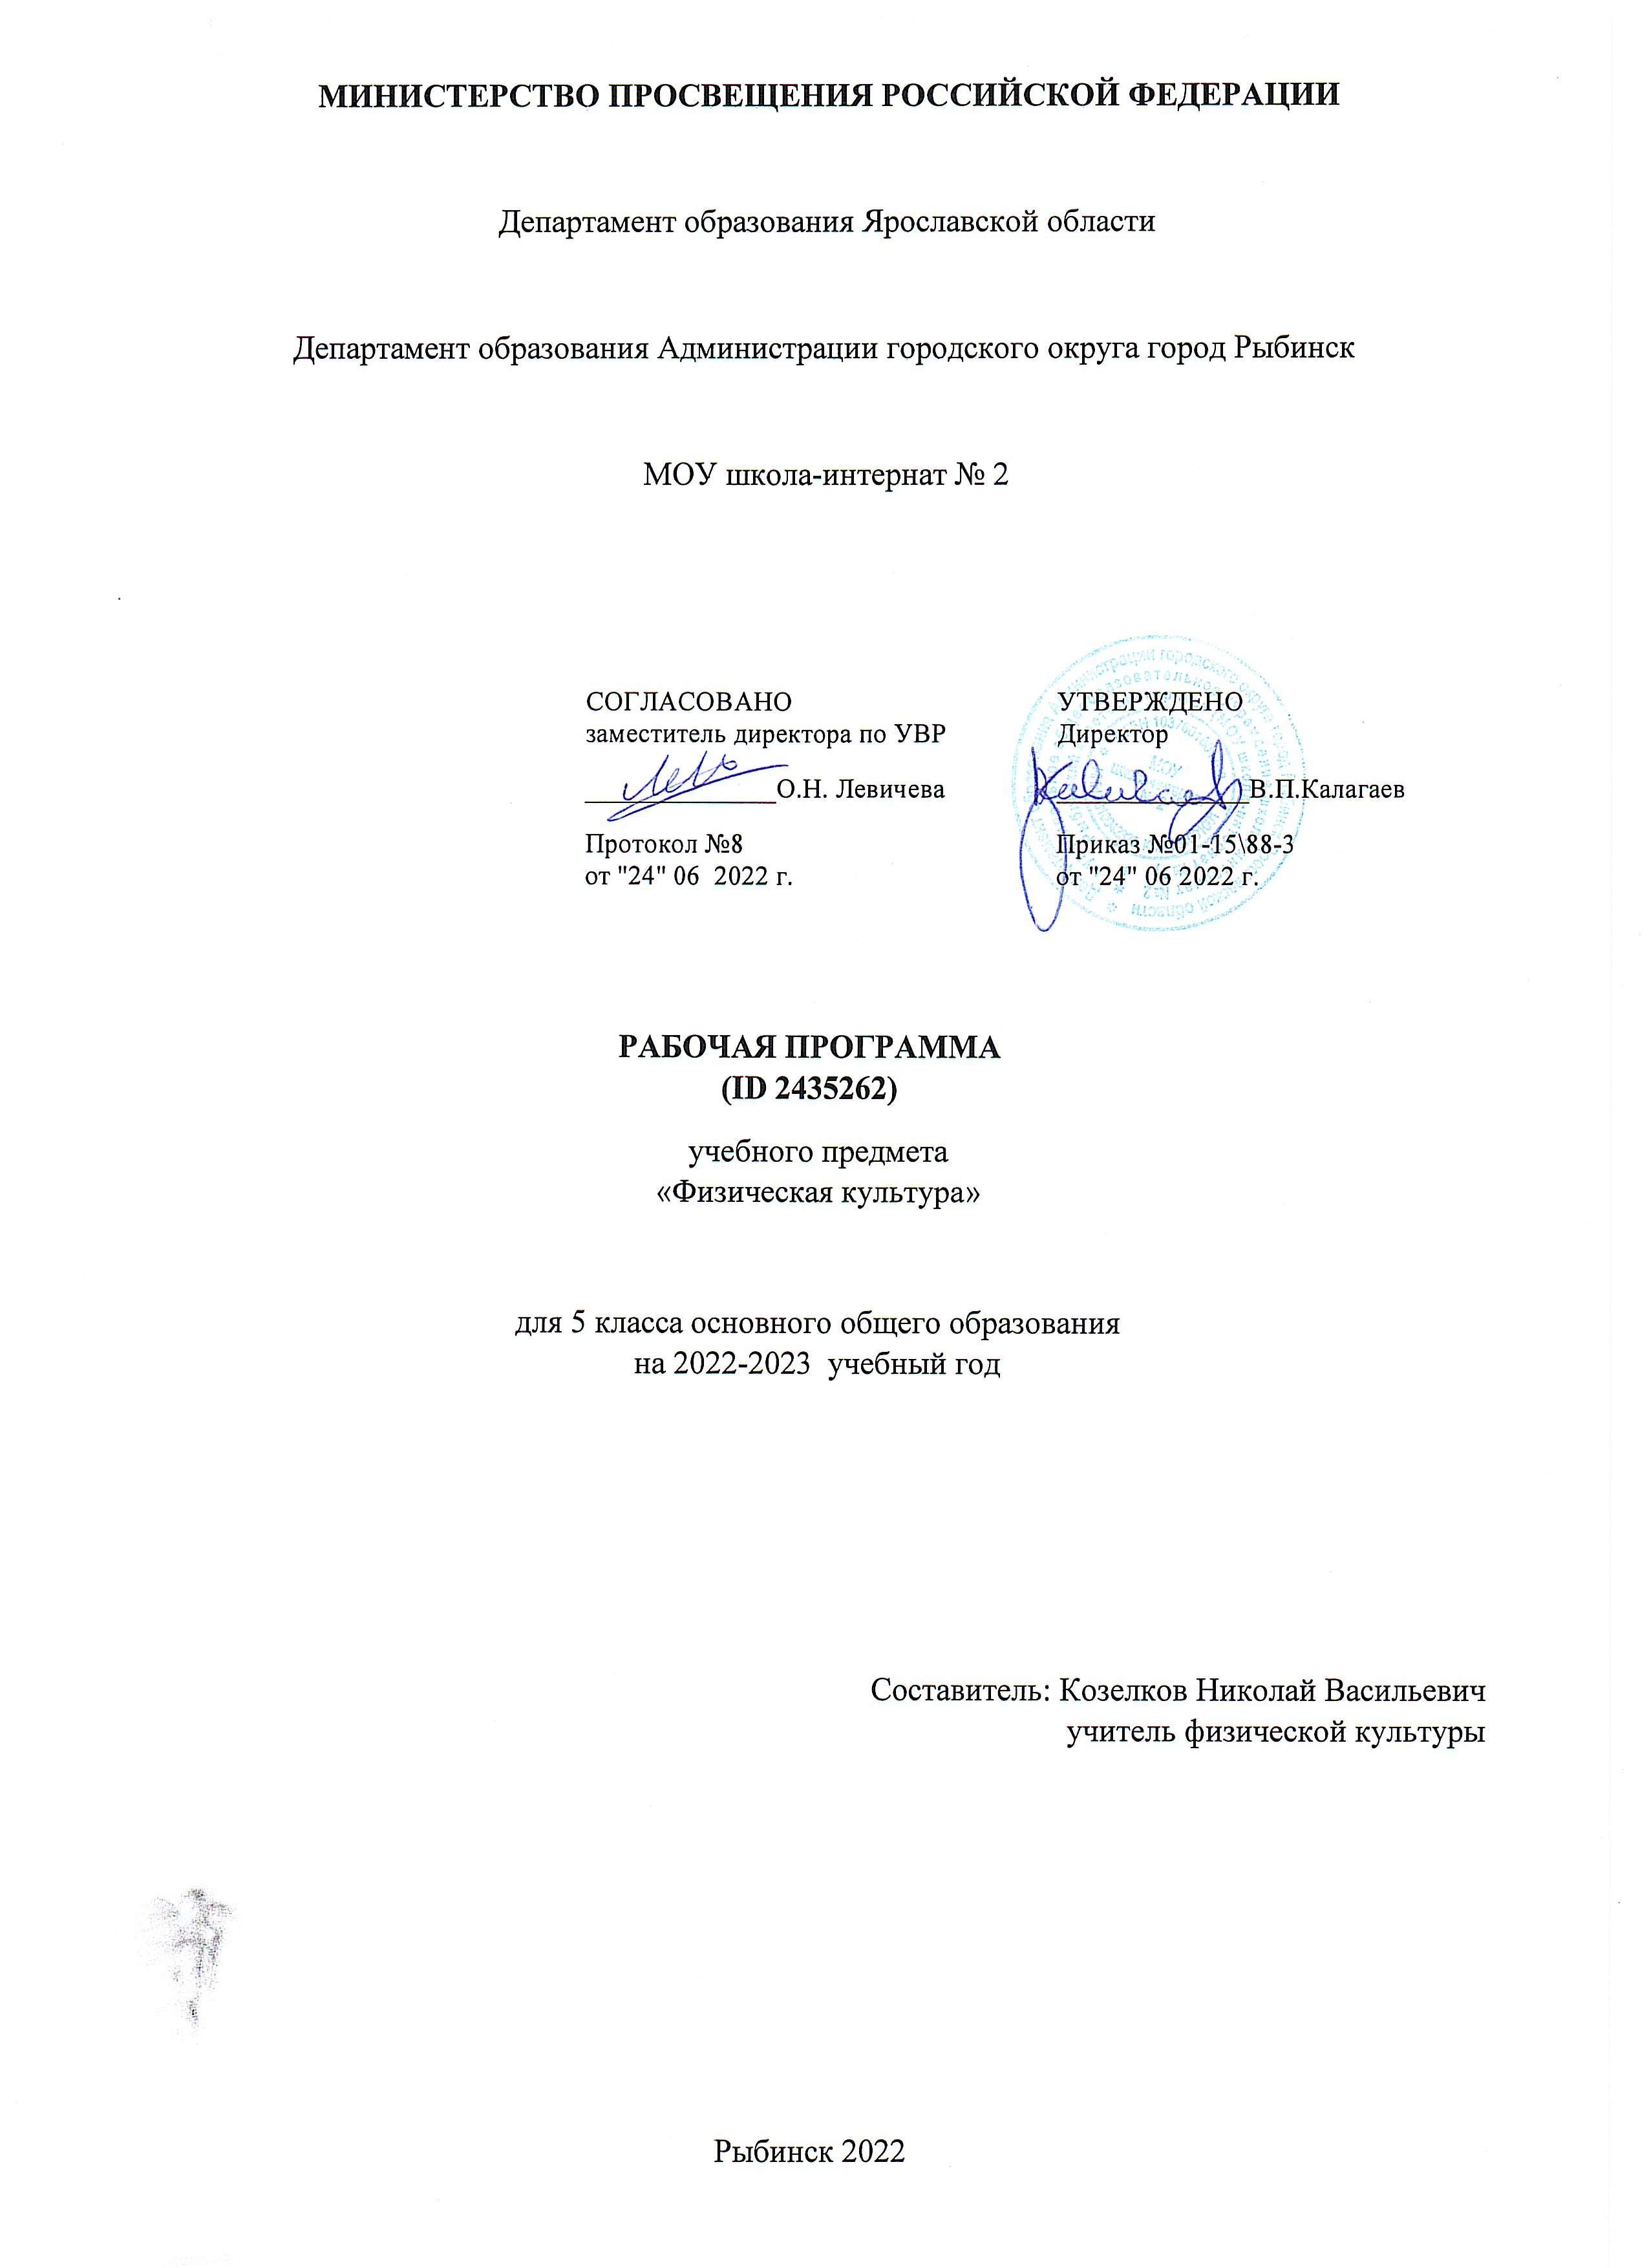 МИНИСТЕРСТВО ПРОСВЕЩЕНИЯ РОССИЙСКОЙ ФЕДЕРАЦИИ
Департамент образования Ярославской области
Департамент образования Администрации городского округа город Рыбинск
МОУ школа-интернат № 2
СОГЛАСОВАНО
заместитель директора по УВР
О.Н. Левичева
Протокол №8
от "24" 06 2022 г.
УТВЕРЖДЕНО
Директор
В.П.Калагаев
Приказ №01-15\88-3
от "24" 06 2022 г.
РАБОЧАЯ ПРОГРАММА
(ID 2435262)
учебного предмета
«Физическая культура»
для 5 класса основного общего образования
на 2022-2023 учебный год
Составитель: Козелков Николай Васильевич
учитель физической культуры
Рыбинск 2022